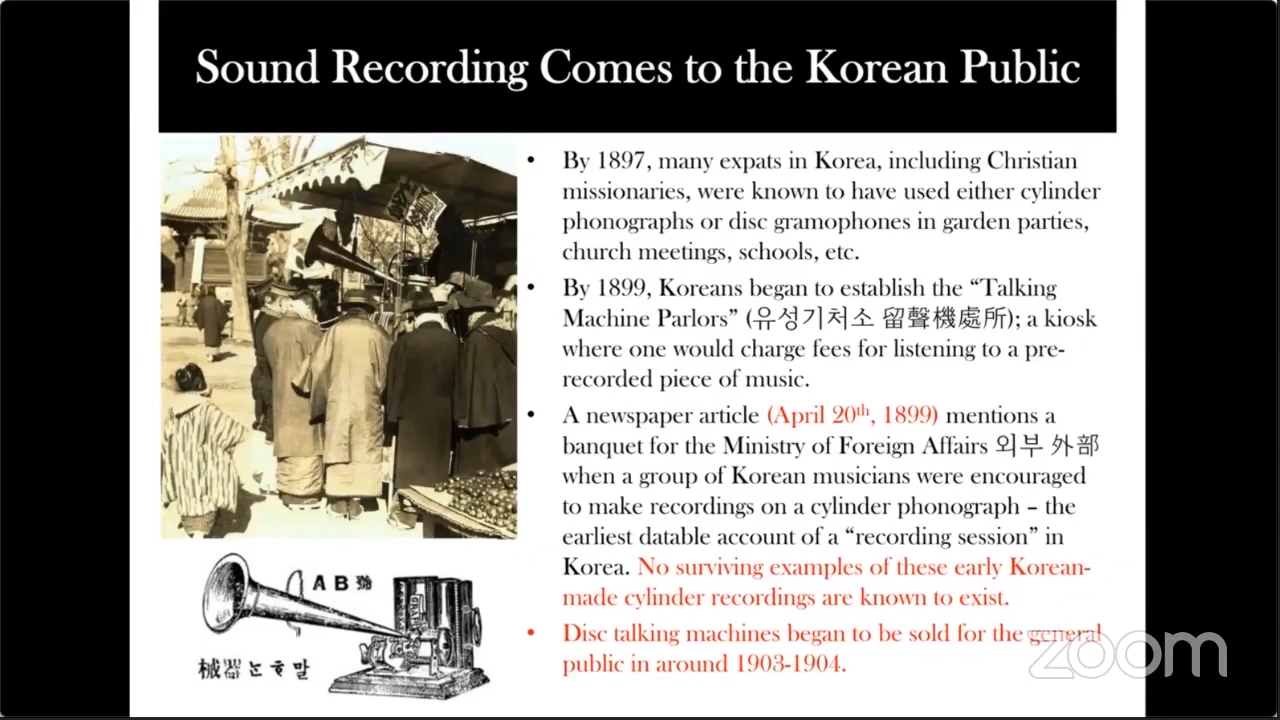 Sound Recording Comes to the Korean Public
• By 1897, many expats in Korea, including Christian
missionaries, were known to have used either cylinder
phonographs or disc gramophones in garden parties,
church meetings, schools, etc.
• By 1899, Koreans began to establish the “Talking
Machine Parlors” (유성기처소 留聲機處所); a kiosk
where one would charge fees for listening to a pre-
recorded piece of music.
• A newspaper article (April 20th, 1899) mentions a
banquet for the Ministry of Foreign Affairs 외부 外部
when a group of Korean musicians were encouraged
to make recordings on a cylinder phonograph – the
earliest datable account of a “recording session” in
Korea. No surviving examples of these early Korean-
made cylinder recordings are known to exist.
• Disc talking machines began to be sold for the general
public in around 1903-1904.
AB號
械器는ᄒᆞ말
zoom